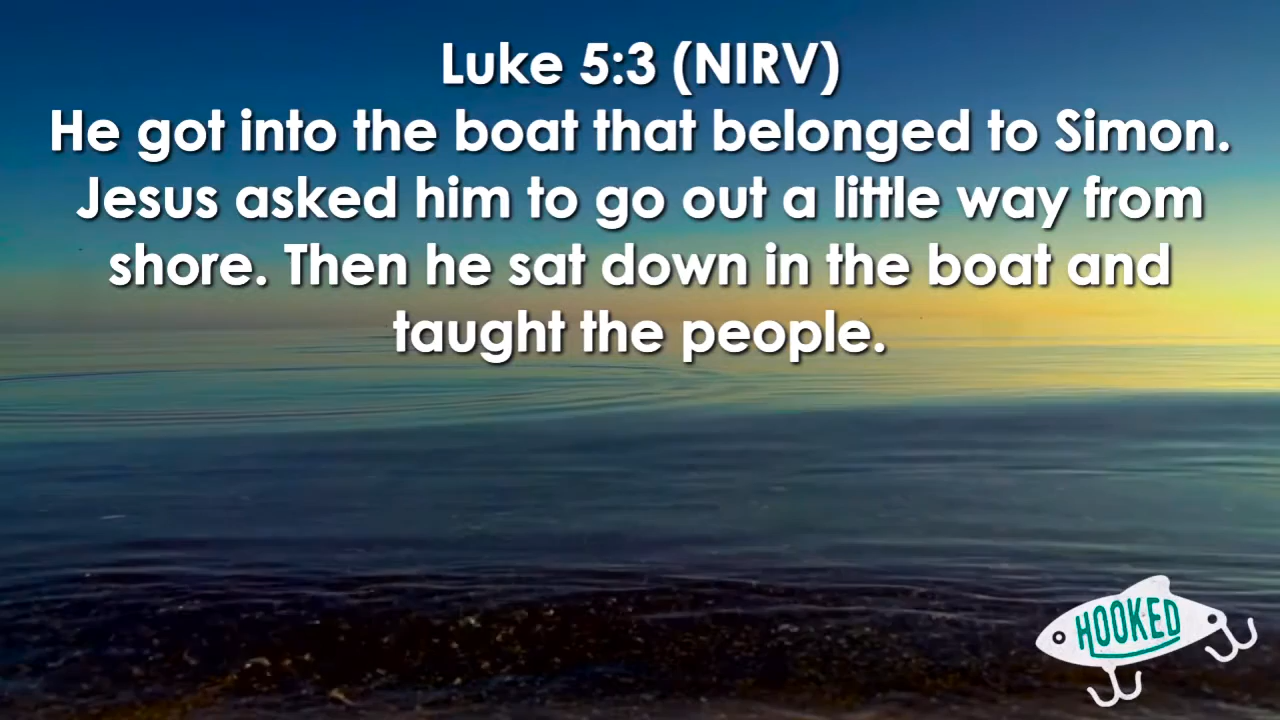 Luke 5:3 (NIRV)
He got into the boat that belonged to Simon.
Jesus asked him to go out a little way from
shore. Then he sat down in the boat and
taught the people.
HOOKED